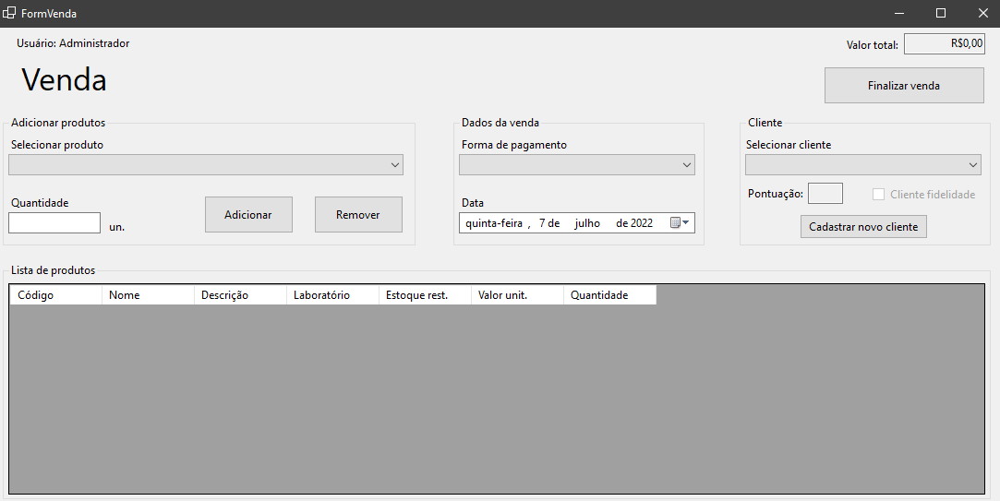 FormVenda
Usuário: Administrador
Valor total: R$0,00
Venda
Finalizar venda
Adicionar produtos
Selecionar produto
Quantidade
un.
Adicionar
Remover
Dados da venda
Forma de pagamento
Data
quinta-feira , 7 de julho de 2022
Cliente
Selecionar cliente
Pontuação:
Cliente fidelidade
Cadastrar novo cliente
Lista de produtos
Código Nome Descrição Laboratório Estoque rest. Valor unit. Quantidade